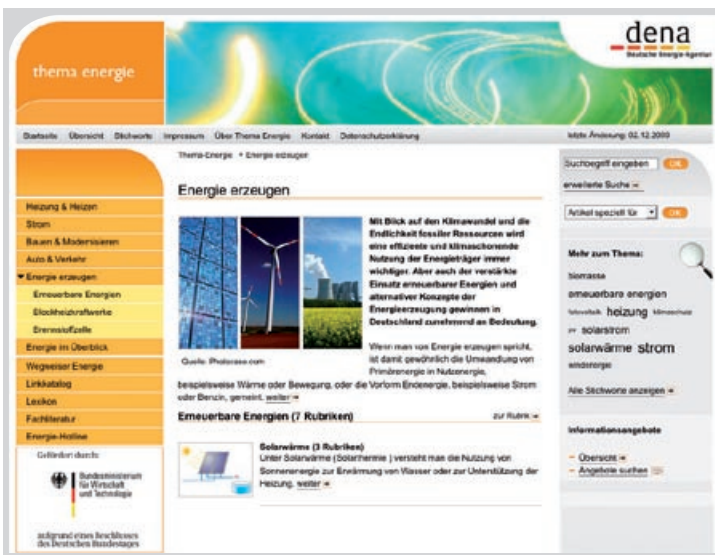 thema energie
dena
Deutsche Energie-Agentur
Startseite Übersicht Stichworte Impressum Über Thema Energie Kontakt Datenschutzerklärung
letzte Änderung: 02.12.2009
Thema-Energie Energie erzeugen
Energie erzeugen
Heizung & Heizen
Strom
Bauen & Modernisieren
Auto & Verkehr
Energie erzeugen
Erneuerbare Energien
Blockheizkraftwerke
Brennstoffzelle
Energie im Überblick
Wegweiser Energie
Linkkatalog
Lexikon
Fachliteratur
Energie-Hotline
Gefördert durch:
Bundesministerium
für Wirtschaft
und Technologie
aufgrund eines Beschlusses
des Deutschen Bundestages
Mit Blick auf den Klimawandel und die
Endlichkeit fossiler Ressourcen wird
eine effiziente und klimaschonende
Nutzung der Energieträger immer
wichtiger. Aber auch der verstärkte
Einsatz erneuerbarer Energien und
alternativer Konzepte der
Energieerzeugung gewinnen in
Deutschland zunehmend an Bedeutung.
Quelle: Photocase.com
Wenn man von Energie erzeugen spricht,
ist damit gewöhnlich die Umwandlung von
Primärenergie in Nutzenergie,
beispielsweise Wärme oder Bewegung, oder die Vorform Endenergie, beispielsweise Strom
oder Benzin, gemeint. weiter
Erneuerbare Energien (7 Rubriken) zur Rubrik
Solarwärme (3 Rubriken)
Unter Solarwärme (Solarthermie ) versteht man die Nutzung von
Sonnenenergie zur Erwärmung von Wasser oder zur Unterstützung der
Heizung. weiter
Suchbegriff eingeben OK
erweiterte Suche
Artikel speziell für OK
Mehr zum Thema:
biomasse
erneuerbare energien
fotovoltaik heizung klimaschutz
pv solarstrom
solarwärme strom
windenergie
Alle Stichworte anzeigen
Informationsangebote
Übersicht
Angebote suchen